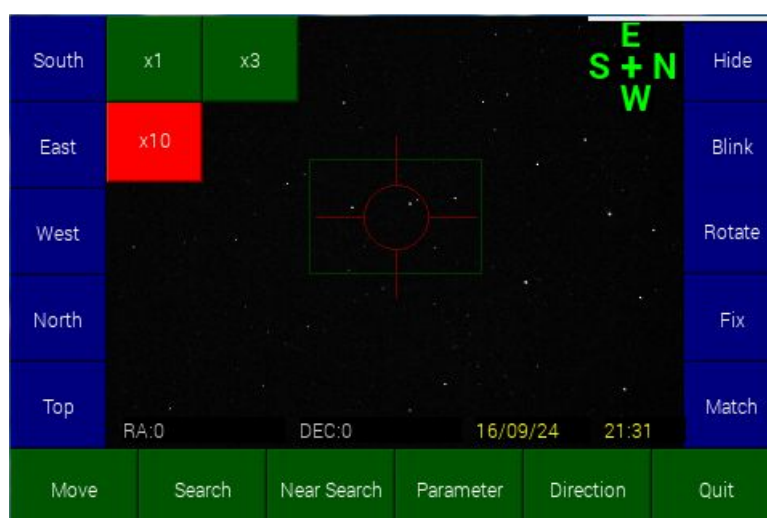 South x1 x3 E Hide
S + N
W
East x10 Blink
West Rotate
North Fix
Top Match
RA:0 DEC:0 16/09/24 21:31
Move Search Near Search Parameter Direction Quit